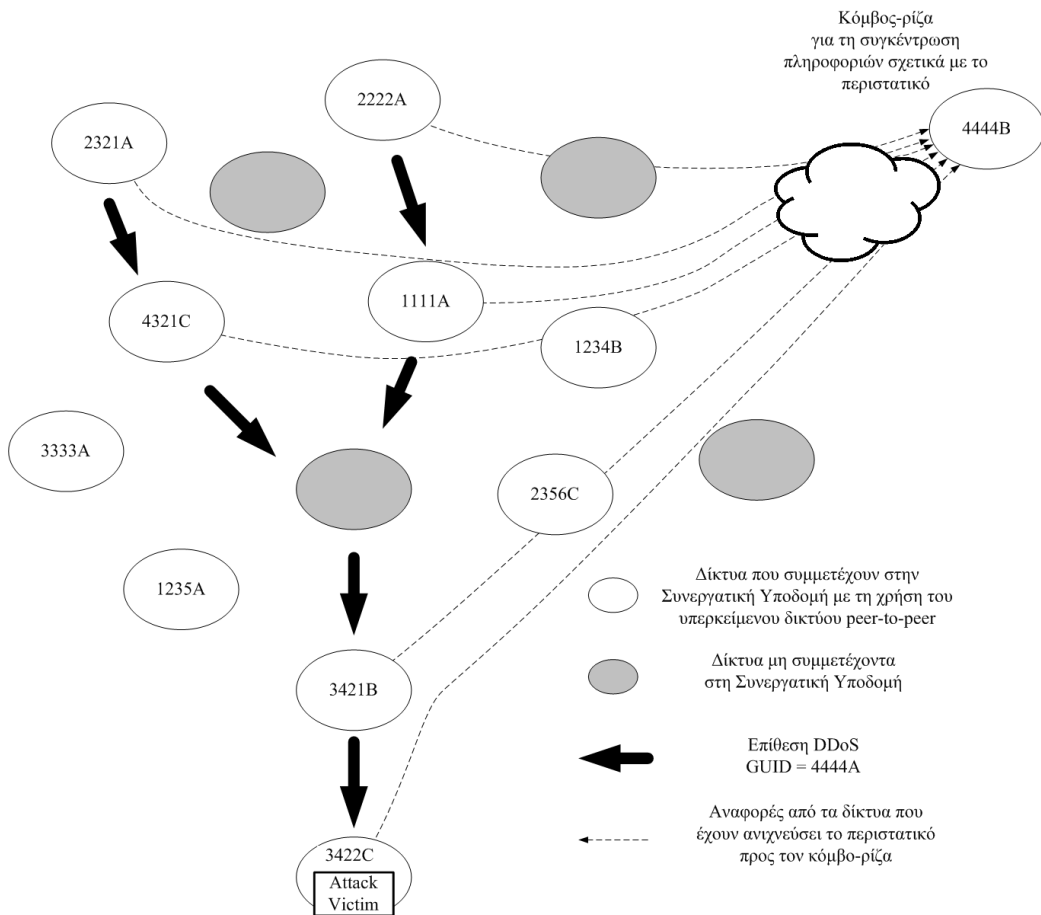 Κόμβος-ρίζα
για τη συγκέντρωση
πληροφοριών σχετικά με το
περιστατικό
2222A
4444B
2321A
1111A
4321C
1234B
3333A
2356C
1235A
Δίκτυα που συμμετέχουν στην
Συνεργατική Υποδομή με τη χρήση του
υπερκείμενου δικτύου peer-to-peer
3421B
Δίκτυα μη συμμετέχοντα
στη Συνεργατική Υποδομή
Επίθεση DDoS
GUID = 4444A
Αναφορές από τα δίκτυα που
έχουν ανιχνεύσει το περιστατικό
προς τον κόμβο-ρίζα
3422C
Attack
Victim